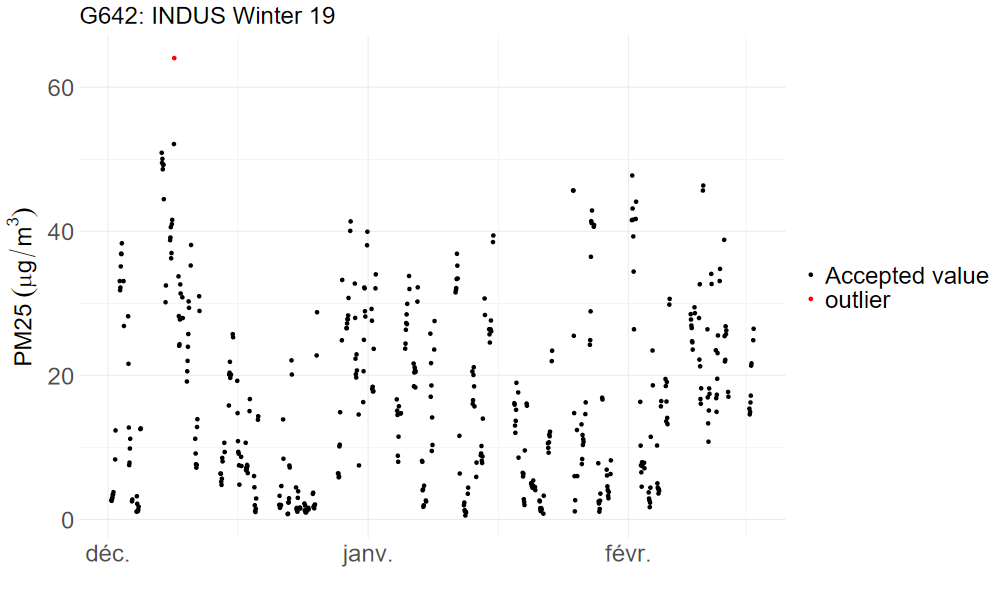 G642: INDUS Winter 19
PM25 (μg/m³)
60
40
20
0
déc.
janv.
févr.
Accepted value
outlier